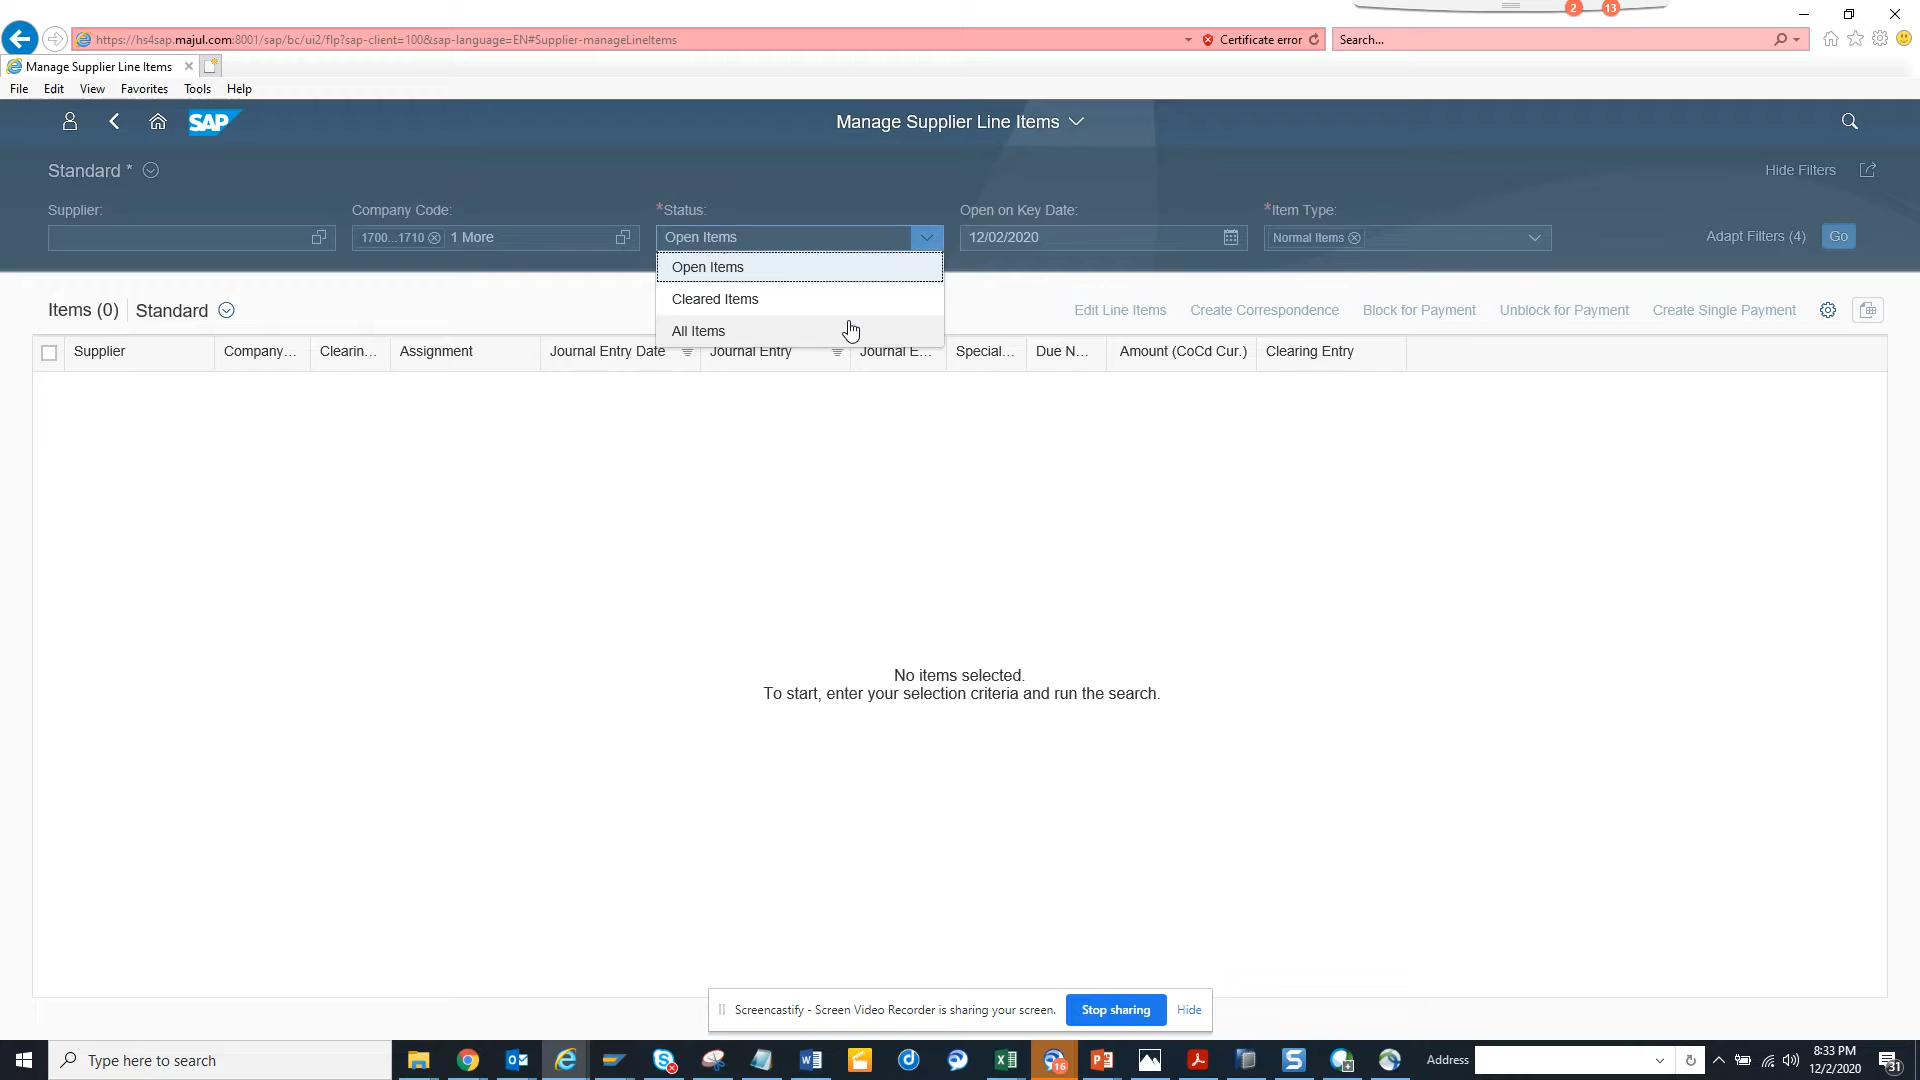 2 13
https://hs4sap.majul.com:8001/sap/bc/ui2/flp?sap-client=100&sap-language=EN#Supplier-manageLineItems
Certificate error
Search...
Manage Supplier Line Items
File Edit View Favorites Tools Help
SAP
Manage Supplier Line Items
Standard *
Hide Filters
Supplier:
Company Code:
*Status:
Open on Key Date:
*Item Type:
1700...1710 1 More
Open Items
12/02/2020
Normal Items
Adapt Filters (4)
Go
Open Items
Cleared Items
All Items
Items (0) Standard
Edit Line Items Create Correspondence Block for Payment Unblock for Payment Create Single Payment
Supplier Company... Clearin... Assignment Journal Entry Date Journal Entry Journal E... Special... Due N... Amount (CoCd Cur.) Clearing Entry
No items selected.
To start, enter your selection criteria and run the search.
Screencastify - Screen Video Recorder is sharing your screen.
Stop sharing
Hide
Type here to search
16
Address
8:33 PM
12/2/2020
31